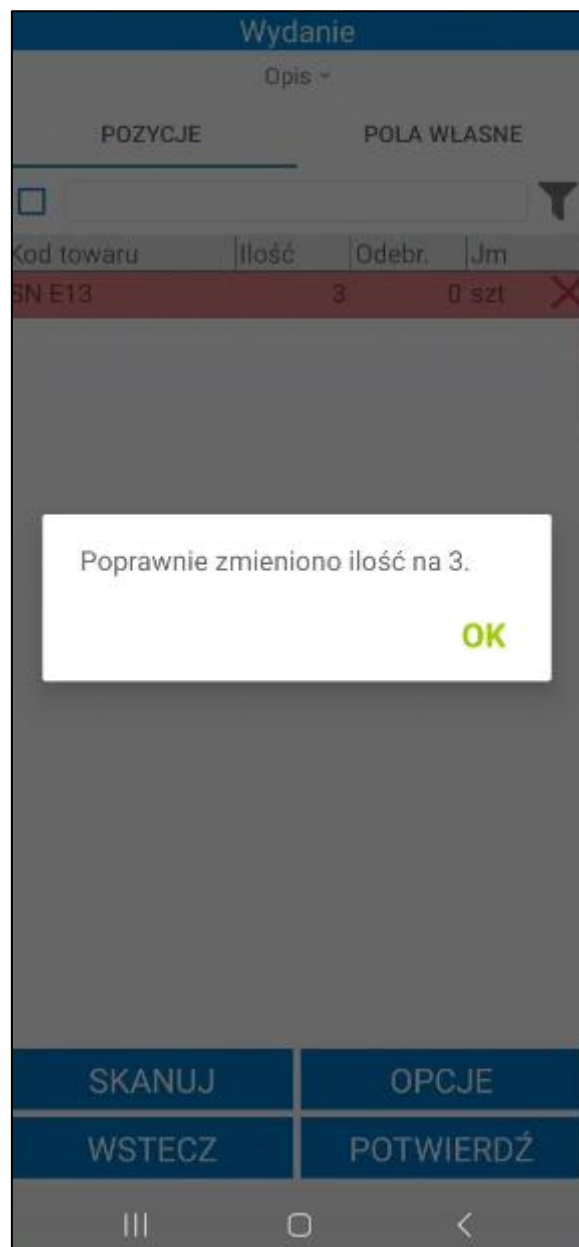 Wydanie
Opis
POZYCJE POLA WŁASNE
Kod towaru Ilość Odebr. Jm
SN E13 3 0 szt
Poprawnie zmieniono ilość na 3.
OK
SKANUJ OPCJE
WSTECZ POTWIERDŹ